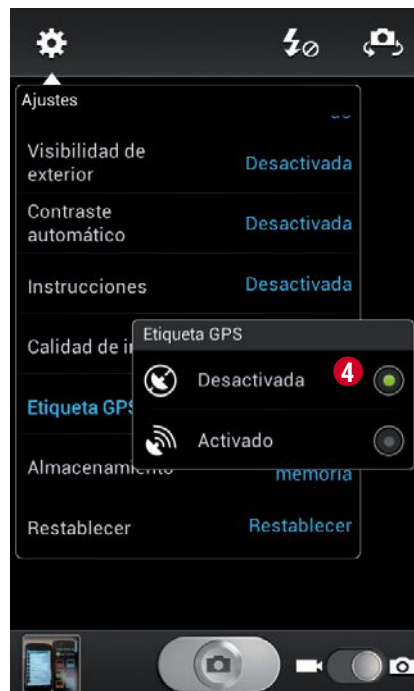 Ajustes
Visibilidad de
exterior
Desactivada
Contraste
automático
Desactivada
Instrucciones
Desactivada
Calidad de
Etiqueta GPS
Etiqueta GPS
Desactivada
4
Activado
Almacenamiento
memoria
Restablecer
Restablecer